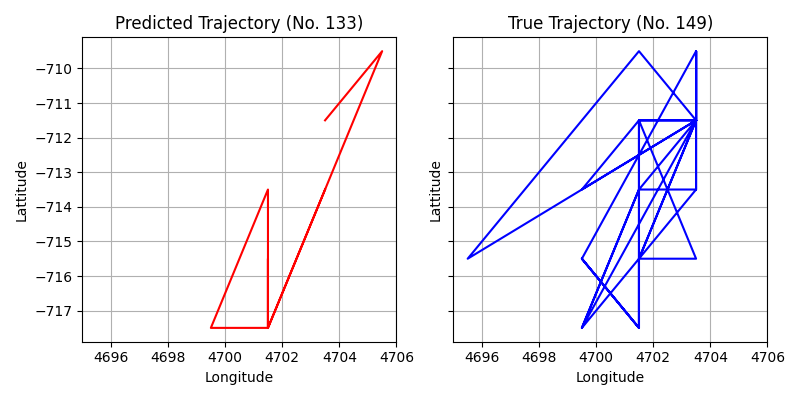 Predicted Trajectory (No. 133)
True Trajectory (No. 149)
Lattitude
−710
−711
−712
−713
−714
−715
−716
−717
4696 4698 4700 4702 4704 4706
Longitude
Lattitude
4696 4698 4700 4702 4704 4706
Longitude